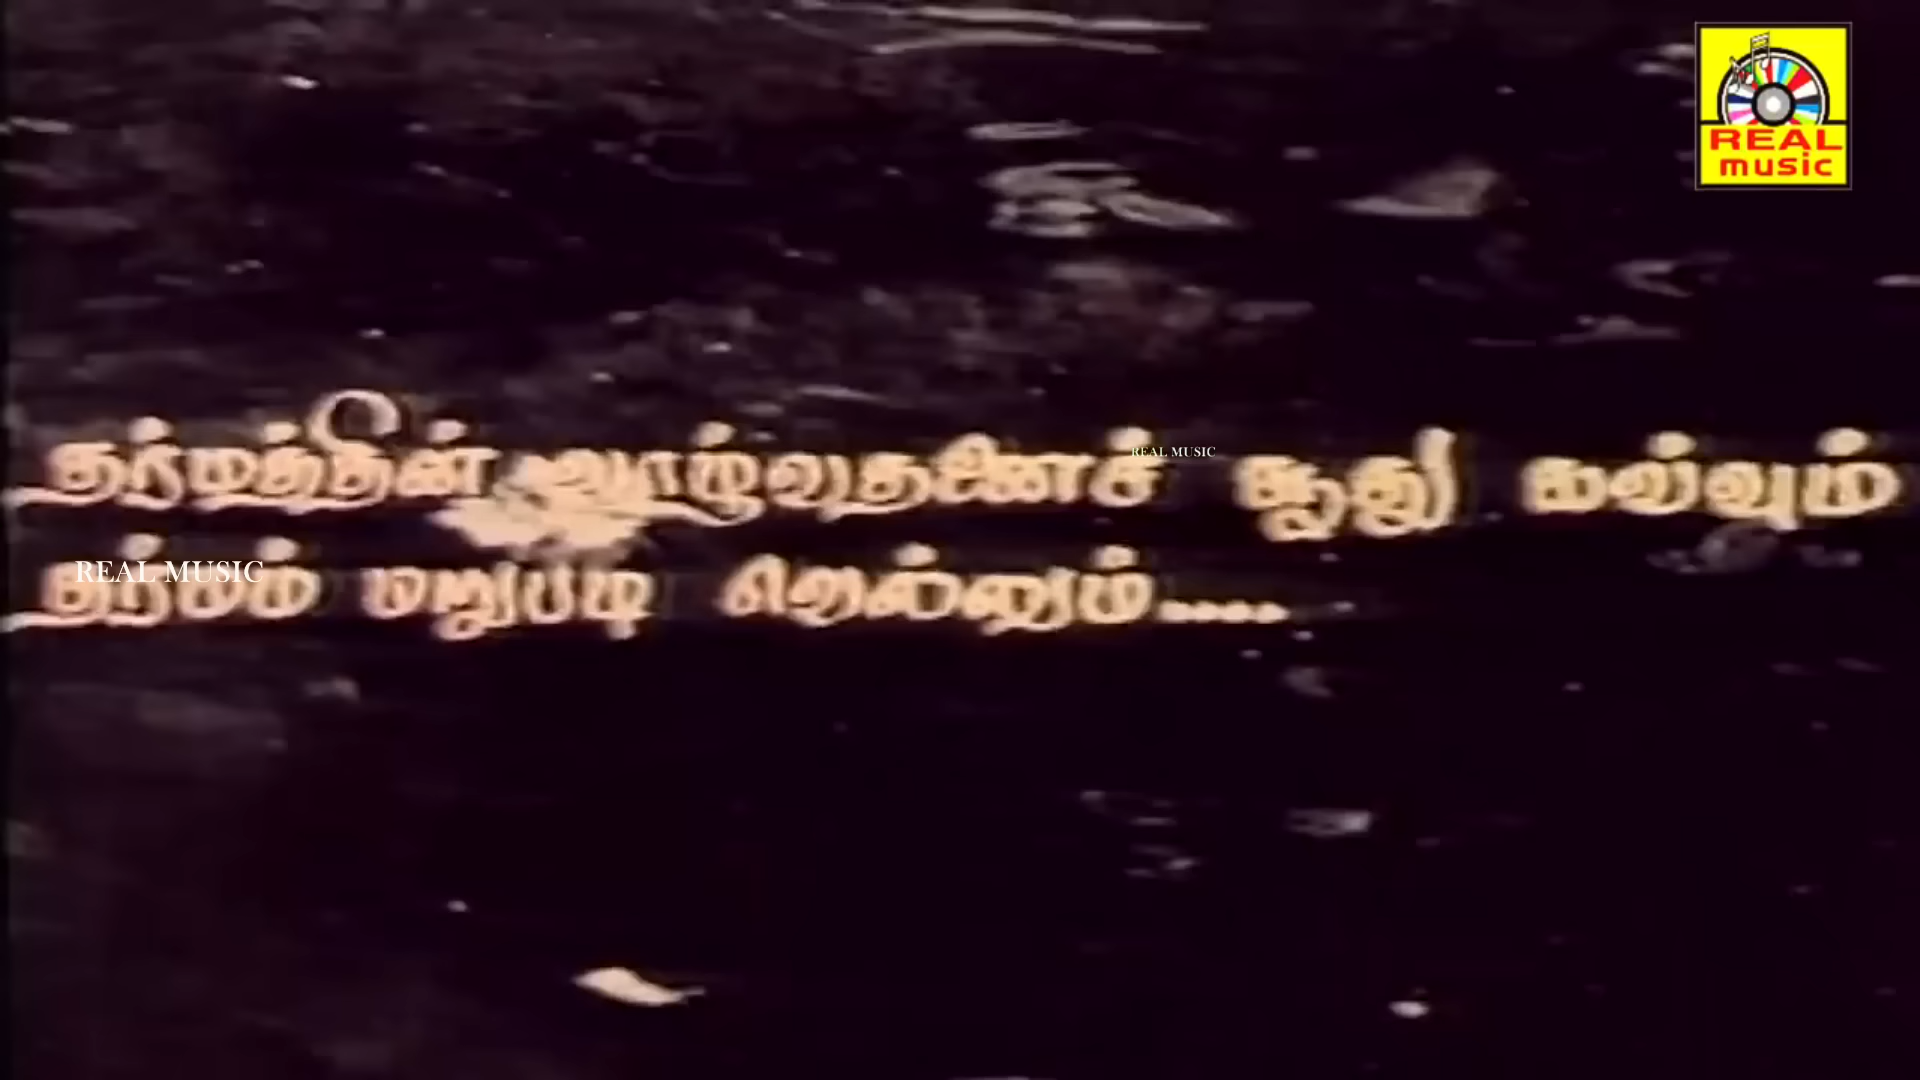 REAL
music
தர்மத்தின் வாழ்வுதனைச் சூது கவ்வும்
REAL MUSIC
REAL MUSIC
தர்மம் மறுபடி வெல்லும்....